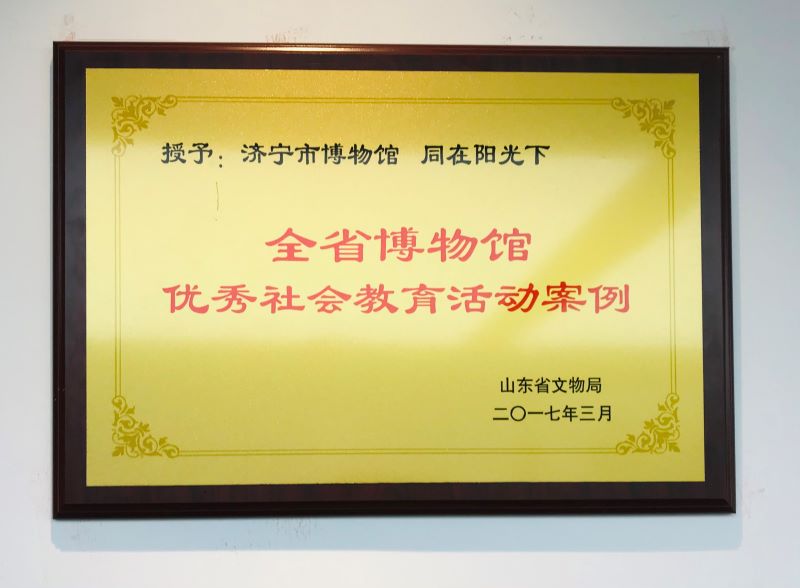 授予：济宁市博物馆 同在阳光下
全省博物馆
优秀社会教育活动案例
山东省文物局
二〇一七年三月